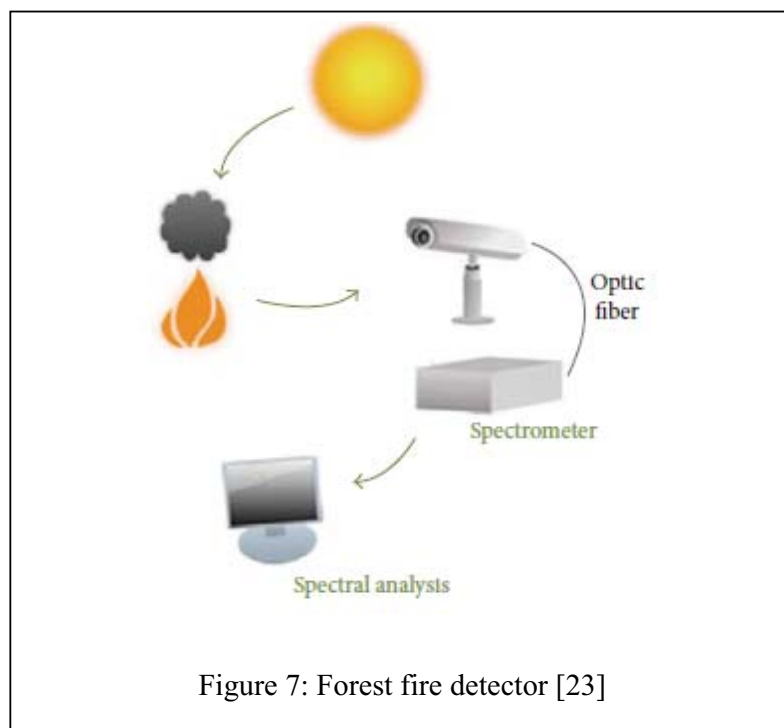 Optic
fiber
Spectrometer
Spectral analysis
Figure 7: Forest fire detector [23]